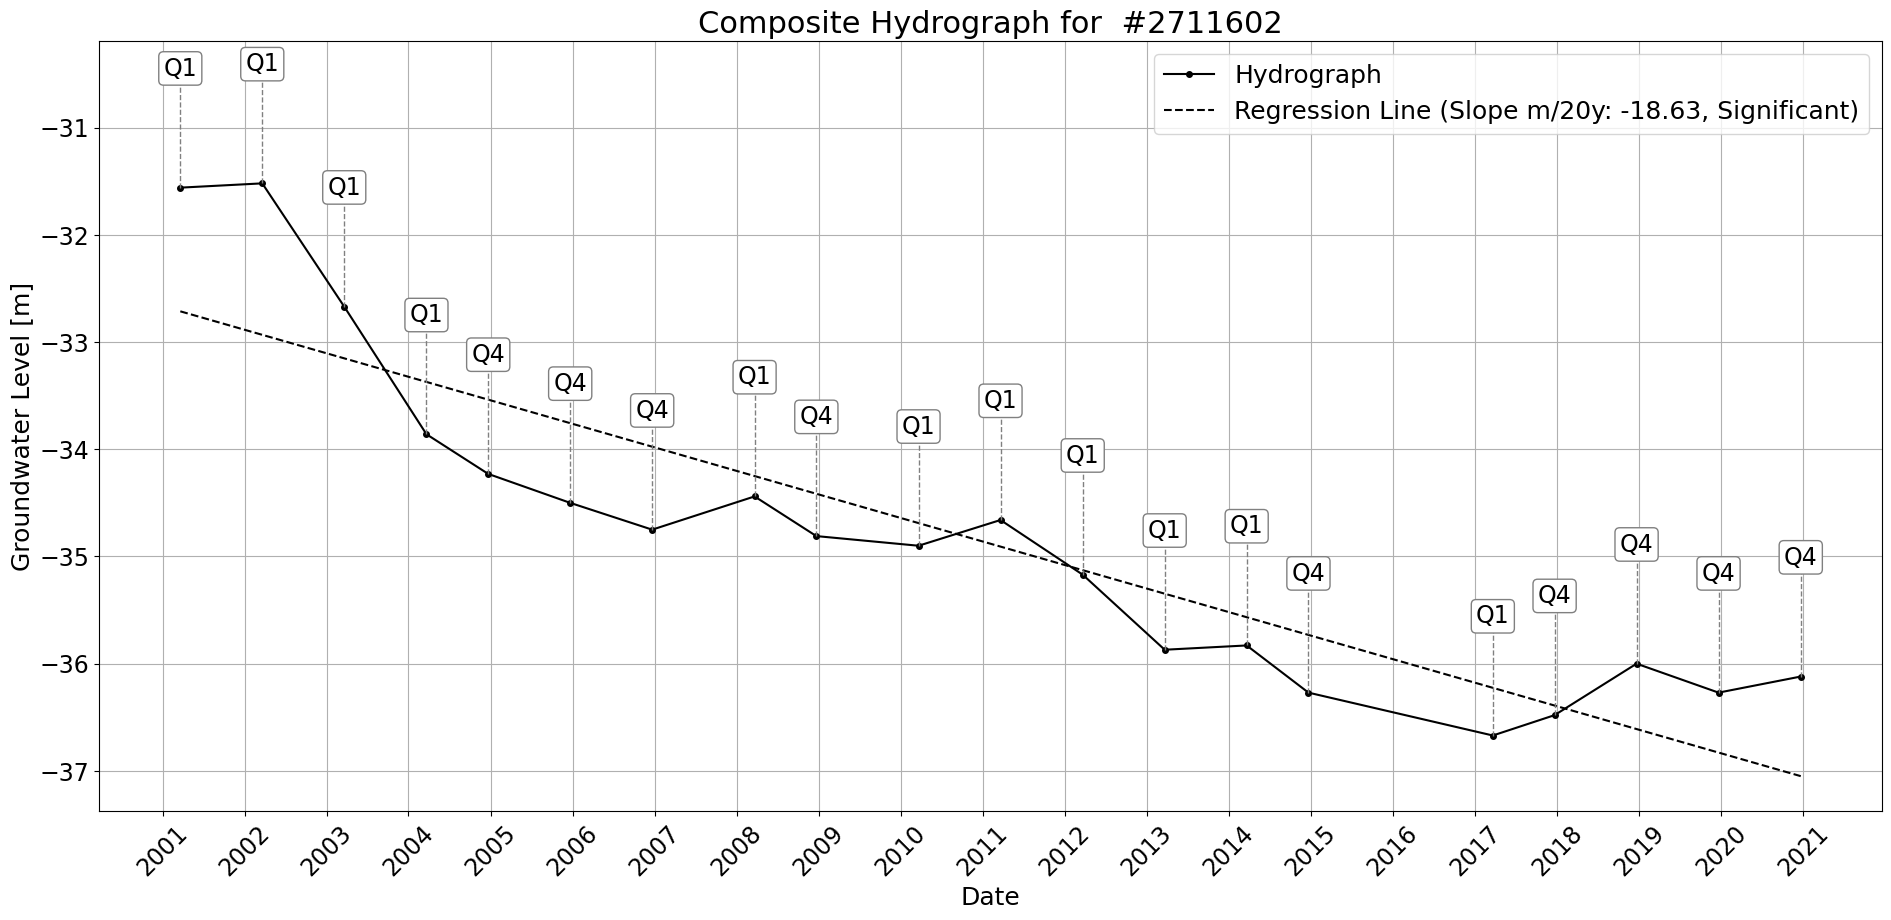 Composite Hydrograph for  #2711602
Hydrograph
Regression Line (Slope m/20y: -18.63, Significant)
Q1
Q1
Q1
Q1
Q4
Q4
Q4
Q1
Q4
Q1
Q1
Q1
Q1
Q1
Q4
Q1
Q4
Q4
Q4
Q4
Groundwater Level [m]
−31
−32
−33
−34
−35
−36
−37
2001
2002
2003
2004
2005
2006
2007
2008
2009
2010
2011
2012
2013
2014
2015
2016
2017
2018
2019
2020
2021
Date